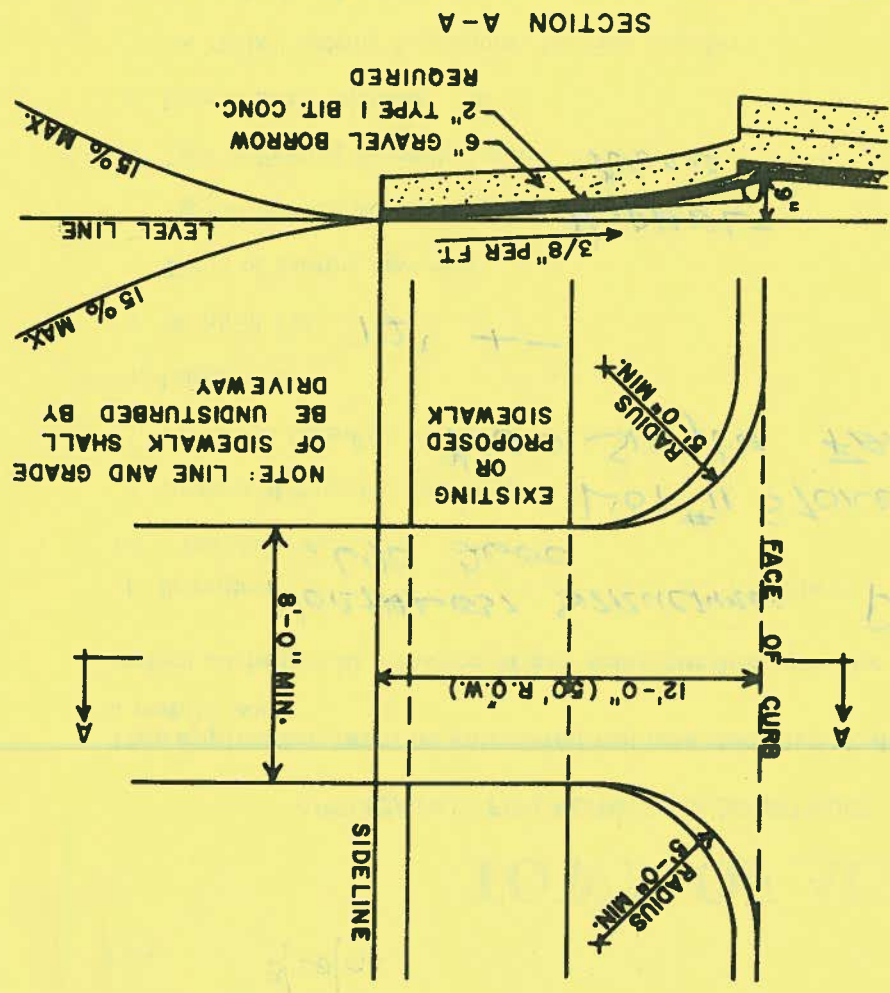 RADIUS
5'-0" MIN.
SIDELINE
A
A
12'-0" (50' R.O.W.)
8'-0" MIN.
FACE OF CURB
RADIUS
5'-0" MIN.
EXISTING
OR
PROPOSED
SIDEWALK
NOTE: LINE AND GRADE
OF SIDEWALK SHALL
BE UNDISTURBED BY
DRIVEWAY
3/8" PER FT.
15% MAX.
LEVEL LINE
15% MAX.
6" GRAVEL BORROW
2" TYPE I BIT. CONC.
REQUIRED
SECTION A-A